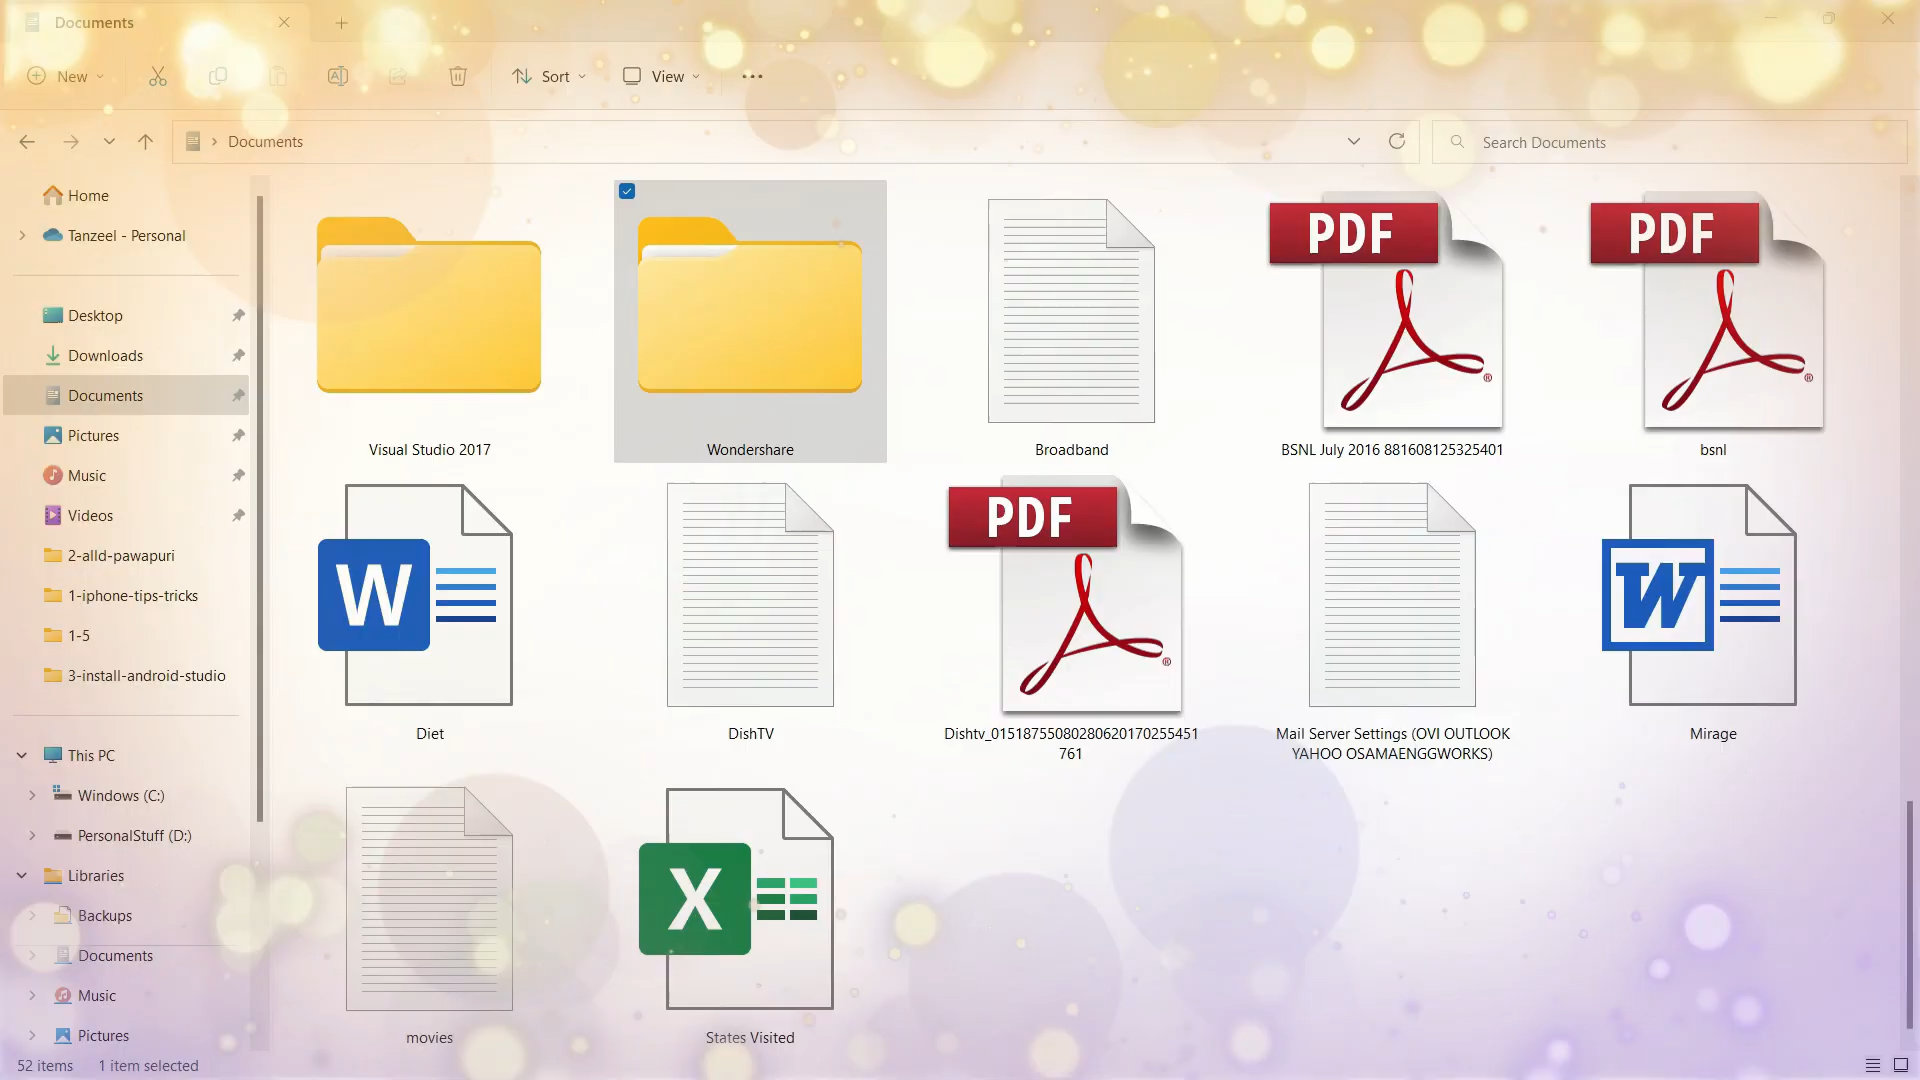 Documents
New
Sort
View
Documents
Search Documents
Home
Tanzeel - Personal
Desktop
Downloads
Documents
Pictures
Music
Videos
2-alld-pawapuri
1-iphone-tips-tricks
1-5
3-install-android-studio
This PC
Windows (C:)
PersonalStuff (D:)
Libraries
Backups
Documents
Music
Pictures
PDF
PDF
Visual Studio 2017
Wondershare
Broadband
BSNL July 2016 881608125325401
bsnl
W
PDF
W
Diet
DishTV
Dishtv_01518755080280620170255451
761
Mail Server Settings (OVI OUTLOOK
YAHOO OSAMAENGGWORKS)
Mirage
X
movies
States Visited
52 items
1 item selected